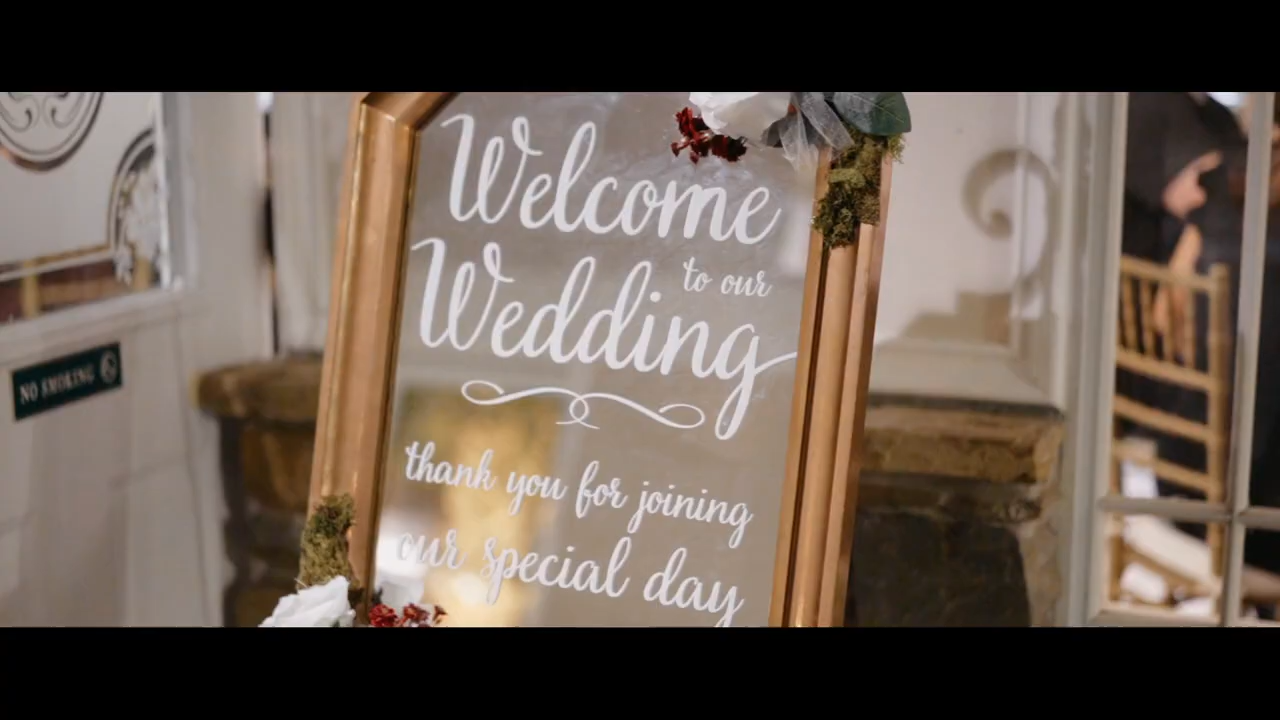 Welcome
to our
Wedding
thank you for joining
our special day
NO SMOKING